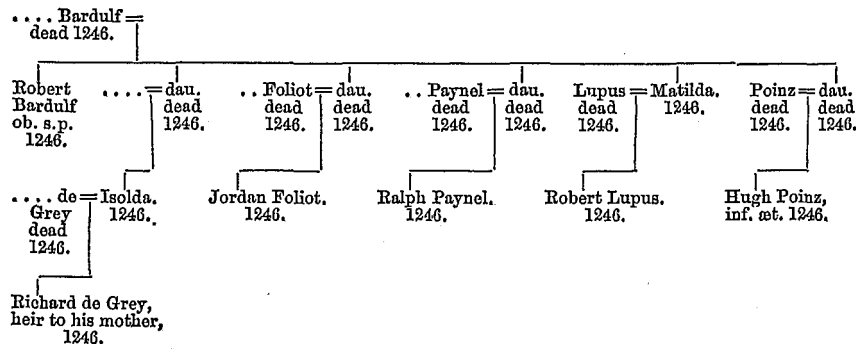 .... Bardulf =
dead 1246.
Robert
Bardulf
ob. s.p.
1246.
.... = dau.
dead
1246.
.. Foliot = dau.
dead dead
1246. 1246.
.. Paynel = dau.
dead dead
1246. 1246.
Lupus = Matilda.
dead 1246.
1246.
Poinz = dau.
dead dead
1246. 1246.
.... de = Isolda.
Grey 1246.
dead
1246.
Jordan Foliot.
1246.
Ralph Paynel.
1246.
Robert Lupus.
1246.
Hugh Poinz,
inf. æt. 1246.
Richard de Grey,
heir to his mother,
1246.